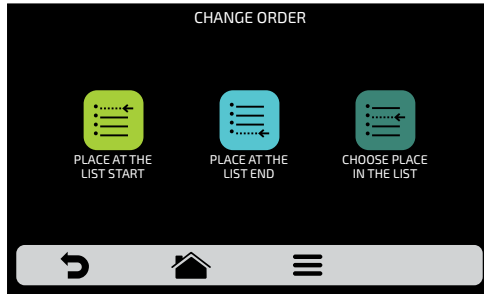 CHANGE ORDER
PLACE AT THE
LIST START
PLACE AT THE
LIST END
CHOOSE PLACE
IN THE LIST